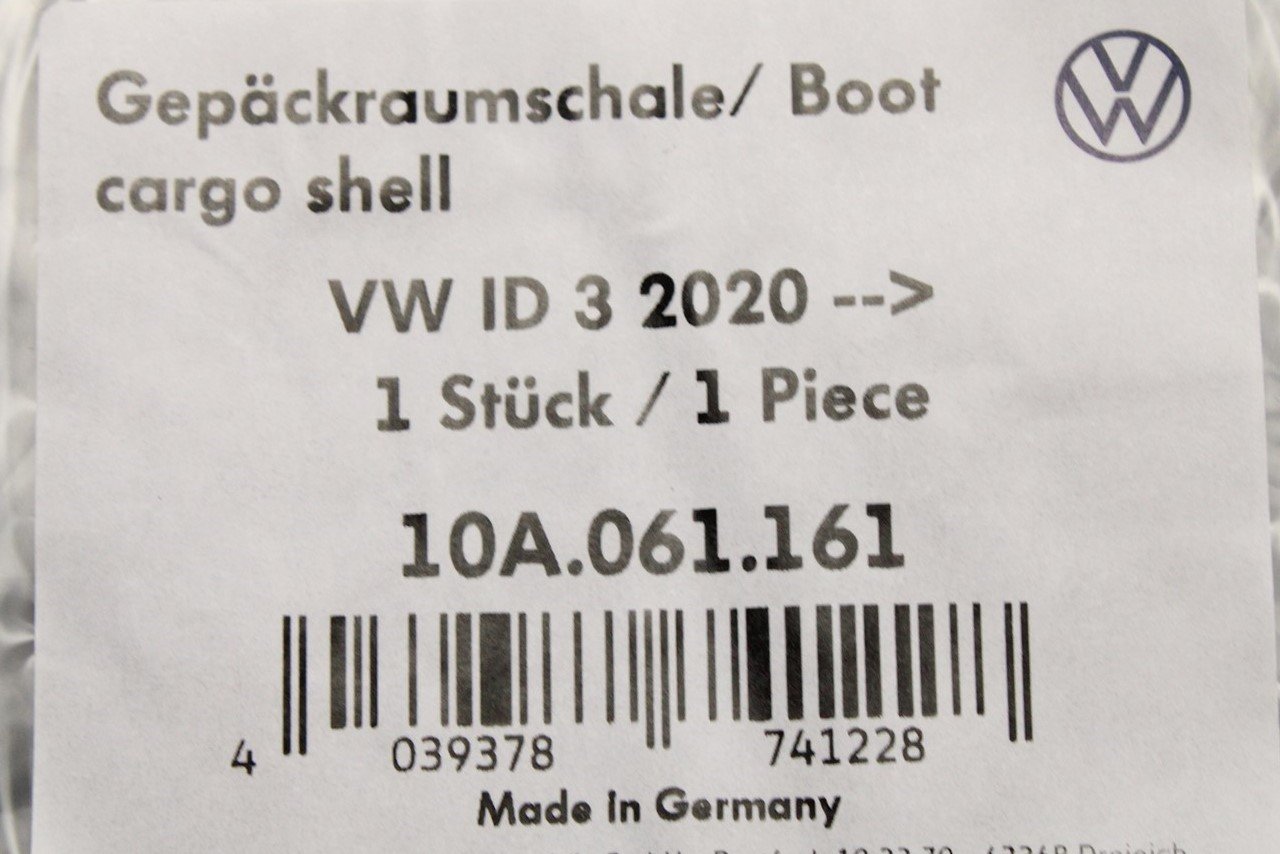 Gepäckraumschale/ Boot
cargo shell
VW ID 3 2020 -->
1 Stück / 1 Piece
10A.061.161
4 039378 741228
Made in Germany